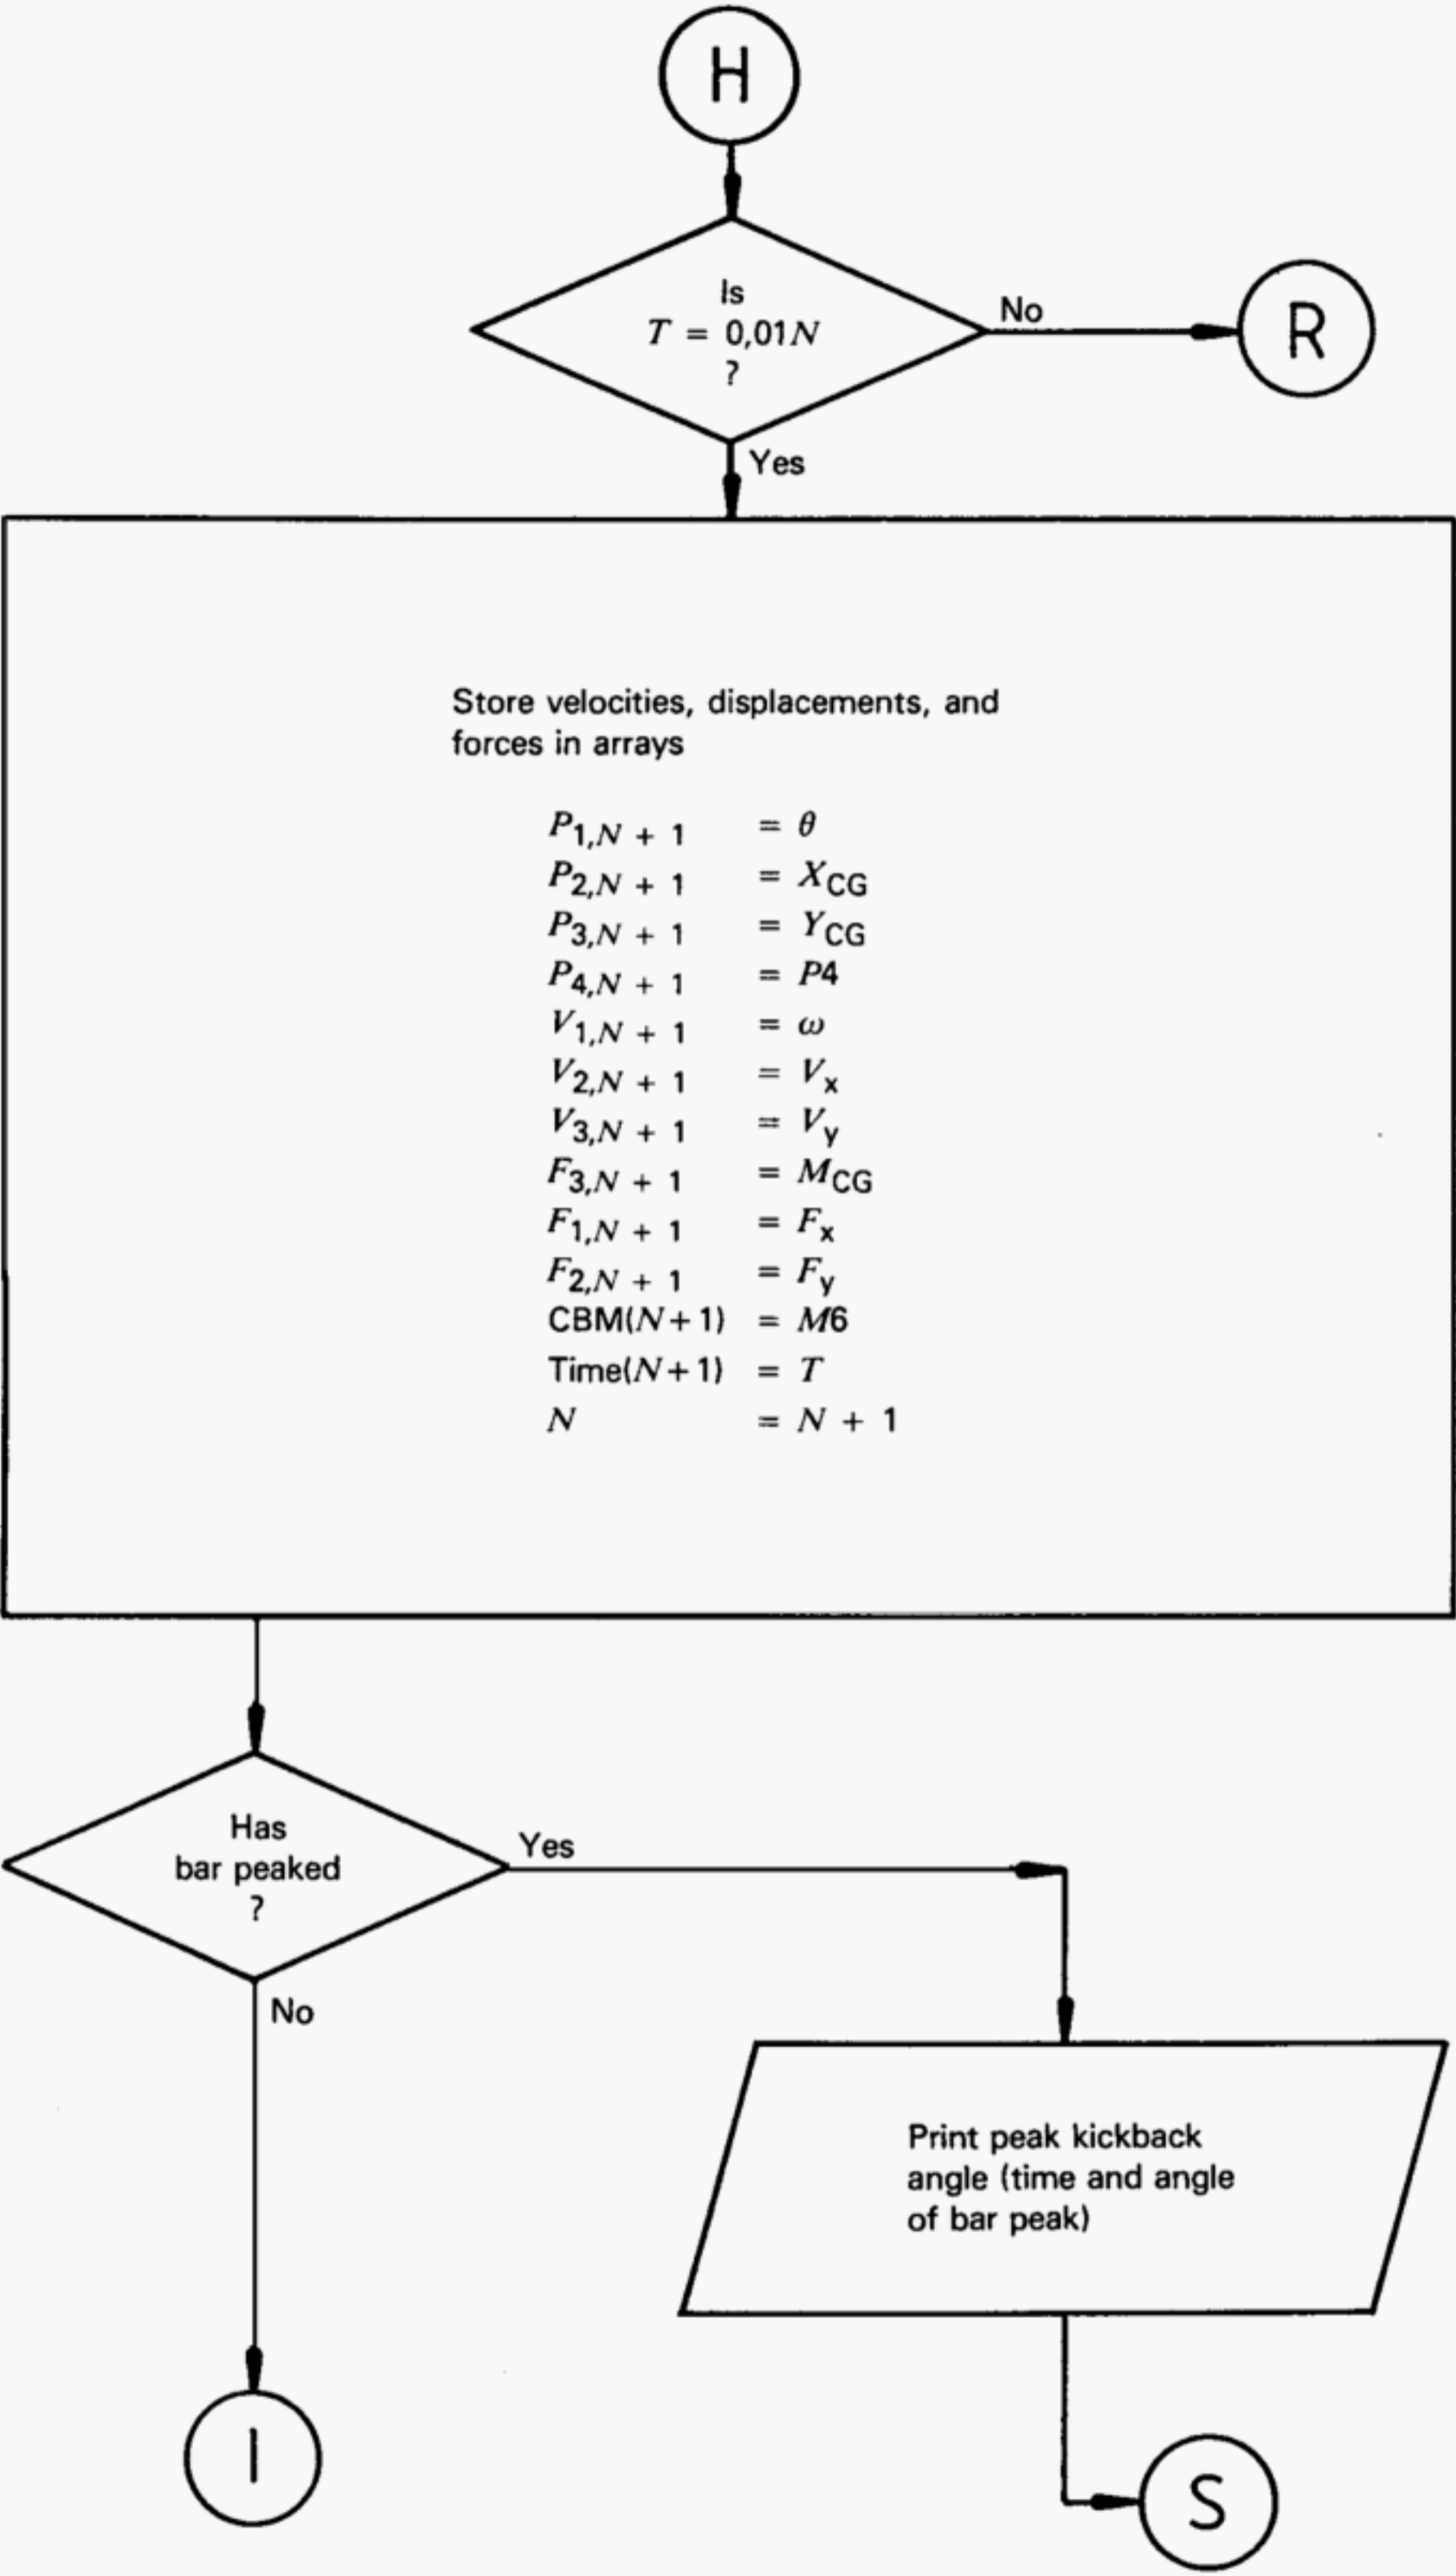 H
Is
T = 0,01N
?
No
R
Yes
Store velocities, displacements, and
forces in arrays
P1,N + 1 = θ
P2,N + 1 = XCG
P3,N + 1 = YCG
P4,N + 1 = P4
V1,N + 1 = ω
V2,N + 1 = Vx
V3,N + 1 = Vy
F3,N + 1 = MCG
F1,N + 1 = Fx
F2,N + 1 = Fy
CBM(N+1) = M6
Time(N+1) = T
N = N + 1
Has
bar peaked
?
Yes
No
Print peak kickback
angle (time and angle
of bar peak)
I
S